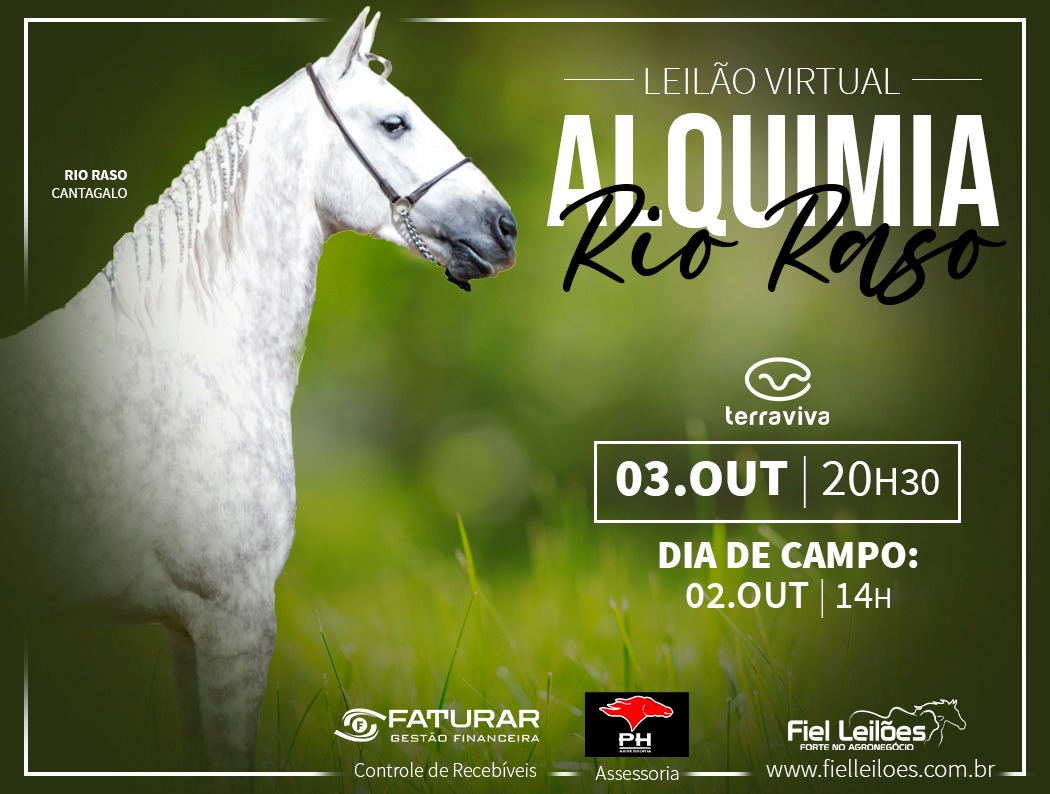 LEILÃO VIRTUAL
ALQUIMIA
Rio Raso
RIO RASO
CANTAGALO
terraviva
03.OUT | 20H30
DIA DE CAMPO:
02.OUT | 14H
F
FATURAR
GESTÃO FINANCEIRA
Controle de Recebíveis
PH
ASSESSORIA
Assessoria
Fiel Leilões
FORTE NO AGRONEGÓCIO
www.fielleiloes.com.br